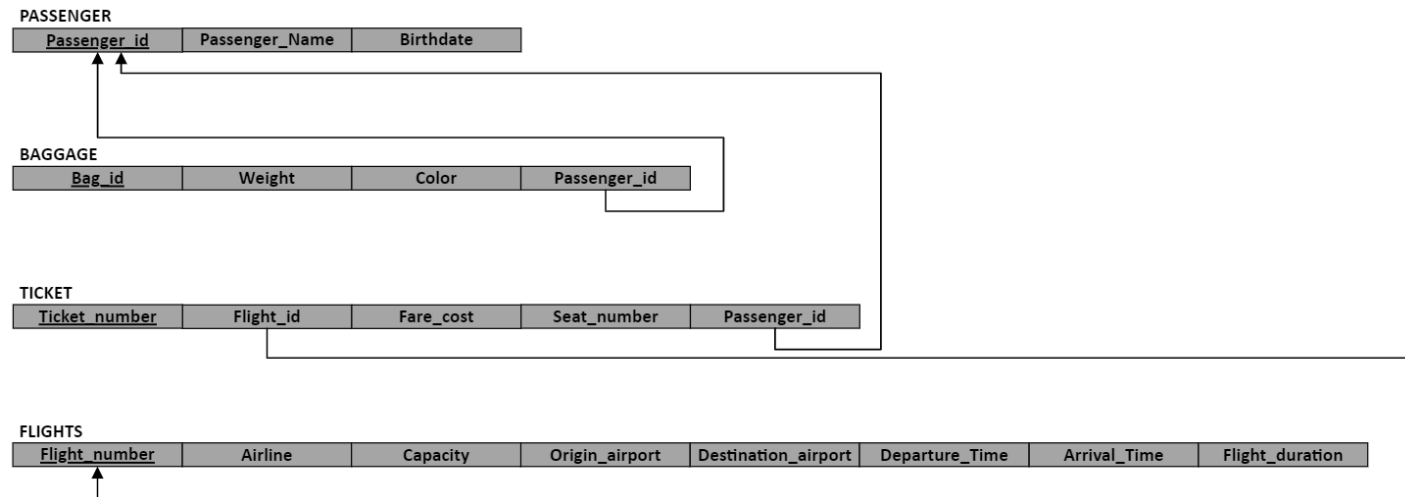 PASSENGER
Passenger_id Passenger_Name Birthdate
BAGGAGE
Bag_id Weight Color Passenger_id
TICKET
Ticket_number Flight_id Fare_cost Seat_number Passenger_id
FLIGHTS
Flight_number Airline Capacity Origin_airport Destination_airport Departure_Time Arrival_Time Flight_duration